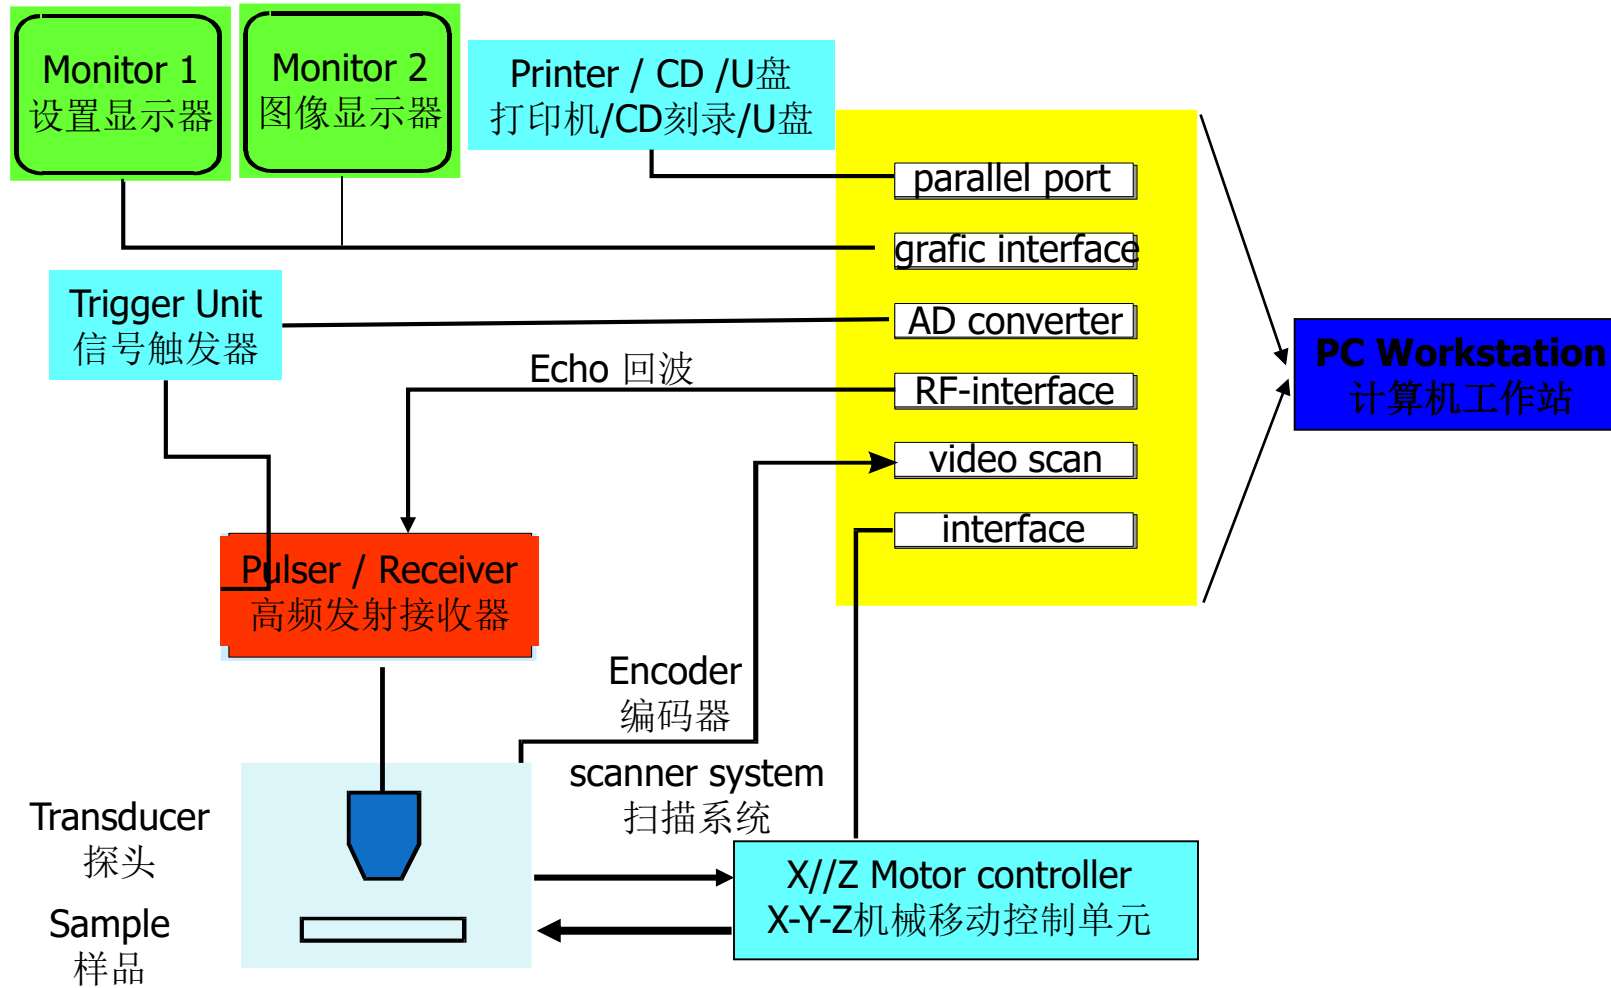 Monitor 1
设置显示器
Monitor 2
图像显示器
Printer / CD /U盘
打印机/CD刻录/U盘
parallel port
grafic interface
Trigger Unit
信号触发器
AD converter
PC Workstation
计算机工作站
Echo 回波
RF-interface
video scan
interface
Pulser / Receiver
高频发射接收器
Encoder
编码器
scanner system
扫描系统
Transducer
探头
X//Z Motor controller
X-Y-Z机械移动控制单元
Sample
样品